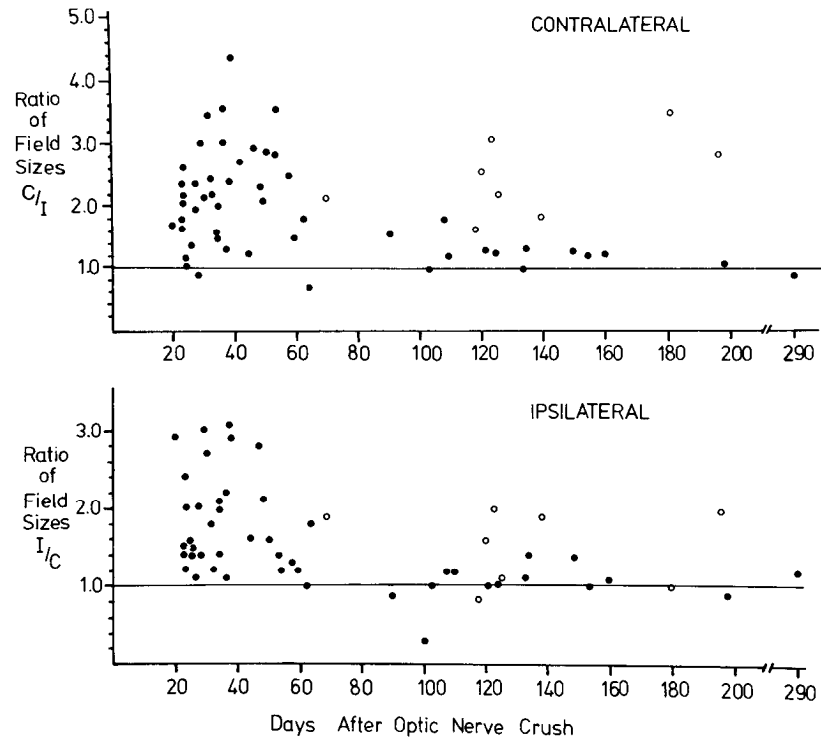 CONTRALATERAL
5.0
4.0
3.0
2.0
1.0
Ratio
of
Field
Sizes
C/I
20 40 60 80 100 120 140 160 180 200 290
IPSILATERAL
3.0
2.0
1.0
Ratio
of
Field
Sizes
I/C
20 40 60 80 100 120 140 160 180 200 290
Days After Optic Nerve Crush